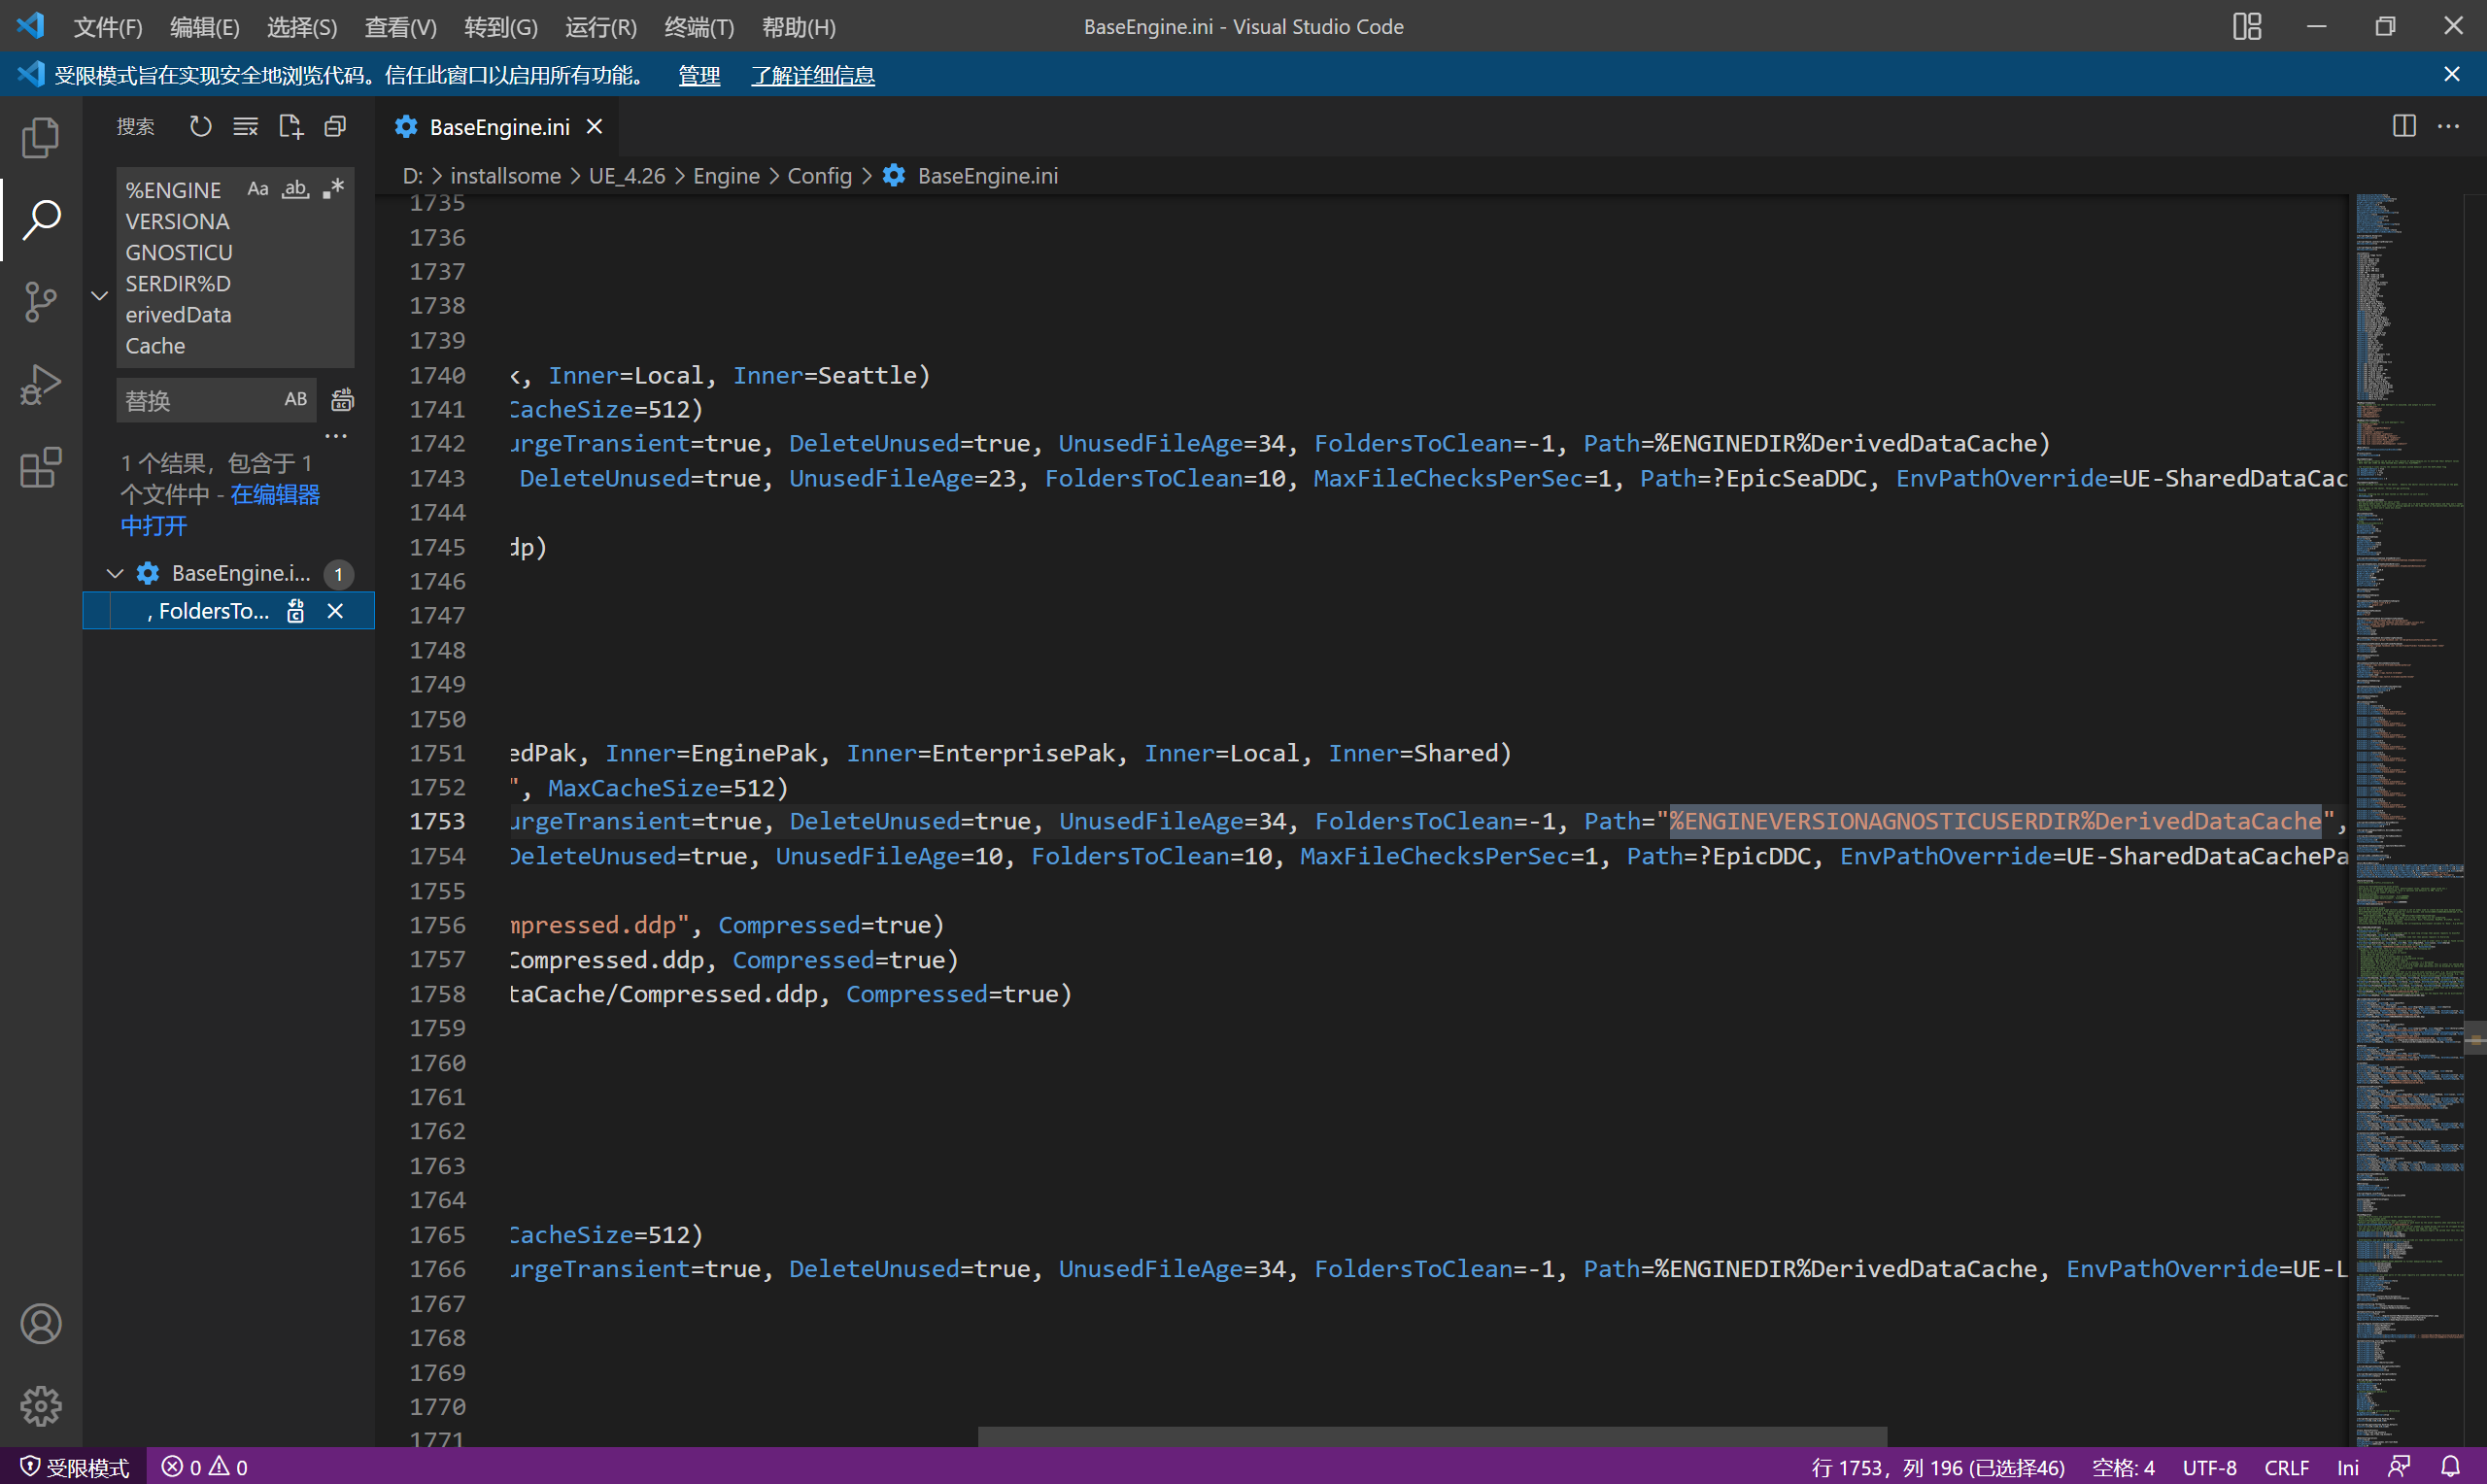 文件(F) 编辑(E) 选择(S) 查看(V) 转到(G) 运行(R) 终端(T) 帮助(H) BaseEngine.ini - Visual Studio Code
受限模式旨在实现安全地浏览代码。信任此窗口以启用所有功能。 管理 了解详细信息
搜索
BaseEngine.ini
D: > installsome > UE_4.26 > Engine > Config > BaseEngine.ini
%ENGINE Aa ab .*
VERSIONA
GNOSTICU
SERDIR%D
erivedData
Cache
替换 AB
...
1 个结果，包含于 1
个文件中 - 在编辑器
中打开
BaseEngine.i... 1
, FoldersTo...
1735
1736
1737
1738
1739
1740 k, Inner=Local, Inner=Seattle)
1741 CacheSize=512)
1742 urgeTransient=true, DeleteUnused=true, UnusedFileAge=34, FoldersToClean=-1, Path=%ENGINEDIR%DerivedDataCache)
1743 DeleteUnused=true, UnusedFileAge=23, FoldersToClean=10, MaxFileChecksPerSec=1, Path=?EpicSeaDDC, EnvPathOverride=UE-SharedDataCac
1744
1745 dp)
1746
1747
1748
1749
1750
1751 edPak, Inner=EnginePak, Inner=EnterprisePak, Inner=Local, Inner=Shared)
1752 ", MaxCacheSize=512)
1753 urgeTransient=true, DeleteUnused=true, UnusedFileAge=34, FoldersToClean=-1, Path="%ENGINEVERSIONAGNOSTICUSERDIR%DerivedDataCache",
1754 DeleteUnused=true, UnusedFileAge=10, FoldersToClean=10, MaxFileChecksPerSec=1, Path=?EpicDDC, EnvPathOverride=UE-SharedDataCachePa
1755
1756 mpressed.ddp", Compressed=true)
1757 Compressed.ddp, Compressed=true)
1758 taCache/Compressed.ddp, Compressed=true)
1759
1760
1761
1762
1763
1764
1765 CacheSize=512)
1766 urgeTransient=true, DeleteUnused=true, UnusedFileAge=34, FoldersToClean=-1, Path=%ENGINEDIR%DerivedDataCache, EnvPathOverride=UE-L
1767
1768
1769
1770
1771
受限模式 0 0 行 1753，列 196 (已选择46) 空格: 4 UTF-8 CRLF Ini